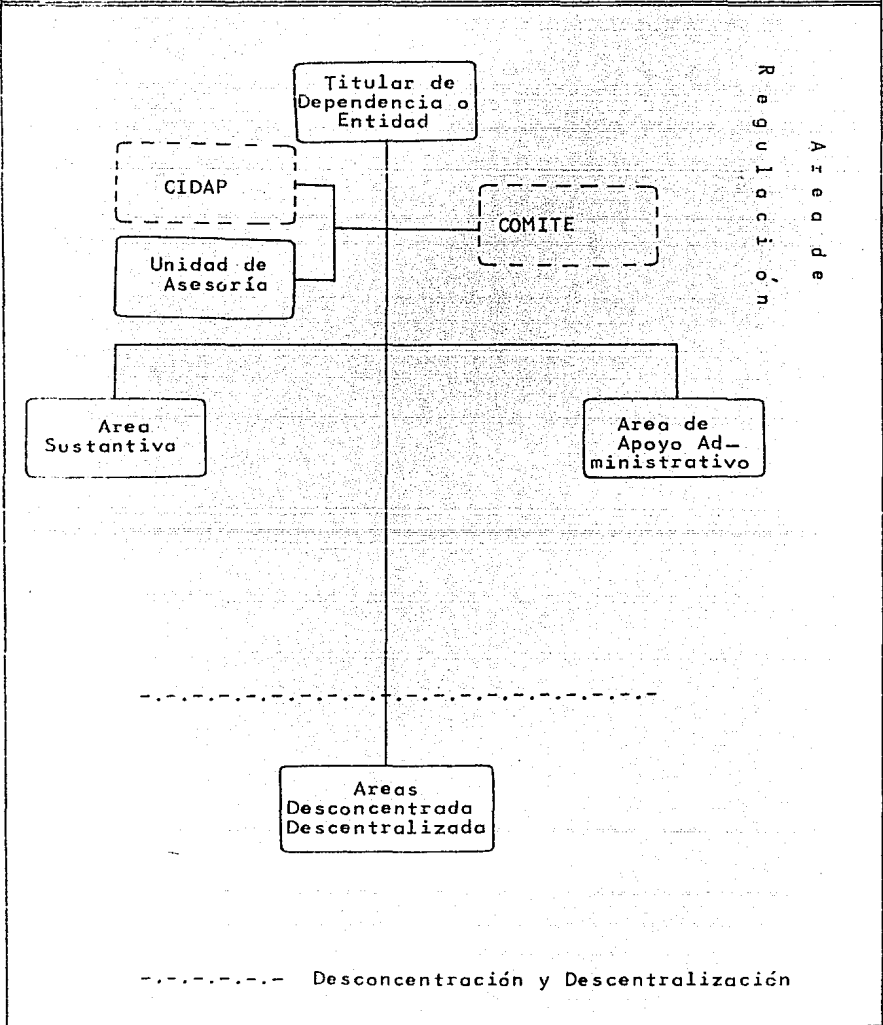 Titular de
Dependencia o
Entidad
Area de
Regulación
CIDAP
COMITE
Unidad de
Asesoría
Area
Sustantiva
Area de
Apoyo Ad-
ministrativo
Areas
Desconcentrada
Descentralizada
-.-.-.-.-.- Desconcentración y Descentralización